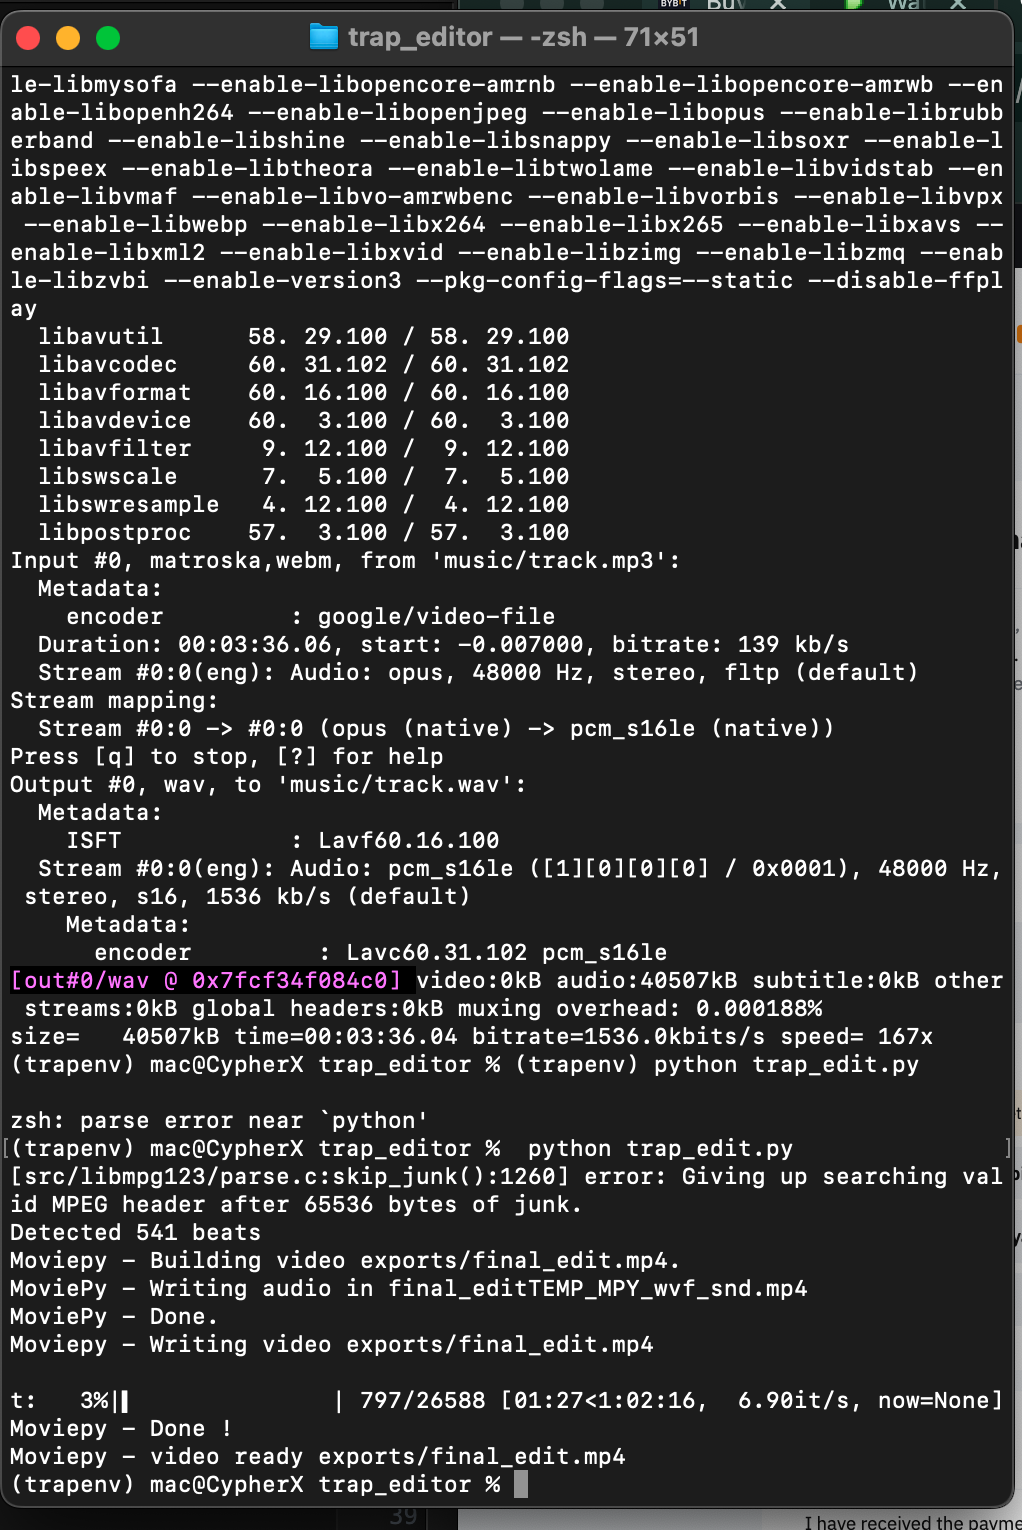 BYBIT Buy
Wa
trap_editor — -zsh — 71×51
le-libmysofa --enable-libopencore-amrnb --enable-libopencore-amrwb --en
able-libopenh264 --enable-libopenjpeg --enable-libopus --enable-librubb
erband --enable-libshine --enable-libsnappy --enable-libsoxr --enable-l
ibspeex --enable-libtheora --enable-libtwolame --enable-libvidstab --en
able-libvmaf --enable-libvo-amrwbenc --enable-libvorbis --enable-libvpx
 --enable-libwebp --enable-libx264 --enable-libx265 --enable-libxavs --
enable-libxml2 --enable-libxvid --enable-libzimg --enable-libzmq --enab
le-libzvbi --enable-version3 --pkg-config-flags=--static --disable-ffpl
ay
  libavutil      58. 29.100 / 58. 29.100
  libavcodec     60. 31.102 / 60. 31.102
  libavformat    60. 16.100 / 60. 16.100
  libavdevice    60.  3.100 / 60.  3.100
  libavfilter     9. 12.100 /  9. 12.100
  libswscale      7.  5.100 /  7.  5.100
  libswresample   4. 12.100 /  4. 12.100
  libpostproc    57.  3.100 / 57.  3.100
Input #0, matroska,webm, from 'music/track.mp3':
  Metadata:
    encoder         : google/video-file
  Duration: 00:03:36.06, start: -0.007000, bitrate: 139 kb/s
  Stream #0:0(eng): Audio: opus, 48000 Hz, stereo, fltp (default)
Stream mapping:
  Stream #0:0 -> #0:0 (opus (native) -> pcm_s16le (native))
Press [q] to stop, [?] for help
Output #0, wav, to 'music/track.wav':
  Metadata:
    ISFT            : Lavf60.16.100
  Stream #0:0(eng): Audio: pcm_s16le ([1][0][0][0] / 0x0001), 48000 Hz,
 stereo, s16, 1536 kb/s (default)
    Metadata:
      encoder         : Lavc60.31.102 pcm_s16le
[out#0/wav @ 0x7fcf34f084c0] video:0kB audio:40507kB subtitle:0kB other
 streams:0kB global headers:0kB muxing overhead: 0.000188%
size=   40507kB time=00:03:36.04 bitrate=1536.0kbits/s speed= 167x
(trapenv) mac@CypherX trap_editor % (trapenv) python trap_edit.py
zsh: parse error near `python'
[(trapenv) mac@CypherX trap_editor %  python trap_edit.py ]
[src/libmpg123/parse.c:skip_junk():1260] error: Giving up searching val
id MPEG header after 65536 bytes of junk.
Detected 541 beats
Moviepy - Building video exports/final_edit.mp4.
MoviePy - Writing audio in final_editTEMP_MPY_wvf_snd.mp4
MoviePy - Done.
Moviepy - Writing video exports/final_edit.mp4
t:   3%|▌               | 797/26588 [01:27<1:02:16,  6.90it/s, now=None]
Moviepy - Done !
Moviepy - video ready exports/final_edit.mp4
(trapenv) mac@CypherX trap_editor %
39
I have received the payme